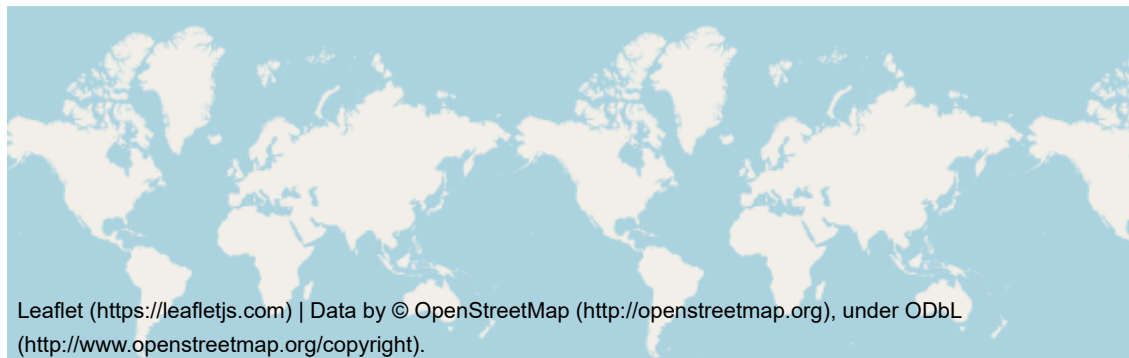 Leaflet (https://leafletjs.com) | Data by © OpenStreetMap (http://openstreetmap.org), under ODbL
(http://www.openstreetmap.org/copyright).